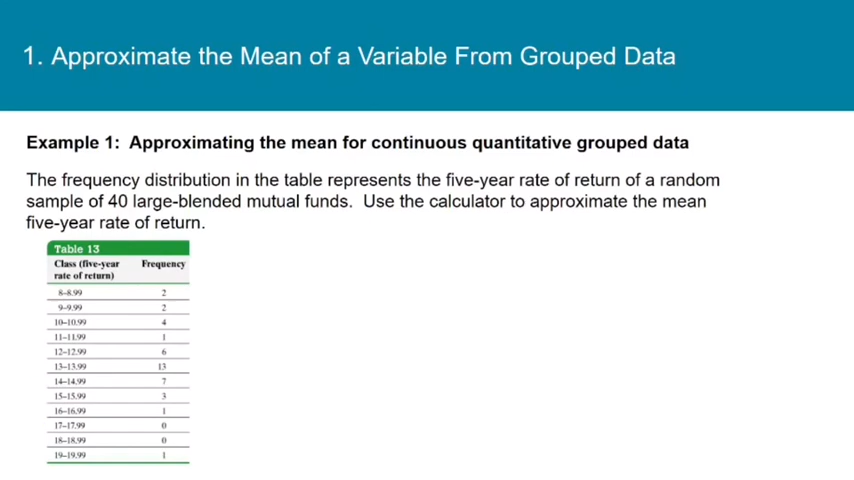 1. Approximate the Mean of a Variable From Grouped Data
Example 1: Approximating the mean for continuous quantitative grouped data
The frequency distribution in the table represents the five-year rate of return of a random
sample of 40 large-blended mutual funds. Use the calculator to approximate the mean
five-year rate of return.
Table 13
Class (five-year Frequency
rate of return)
8–8.99 2
9–9.99 2
10–10.99 4
11–11.99 1
12–12.99 6
13–13.99 13
14–14.99 7
15–15.99 3
16–16.99 1
17–17.99 0
18–18.99 0
19–19.99 1